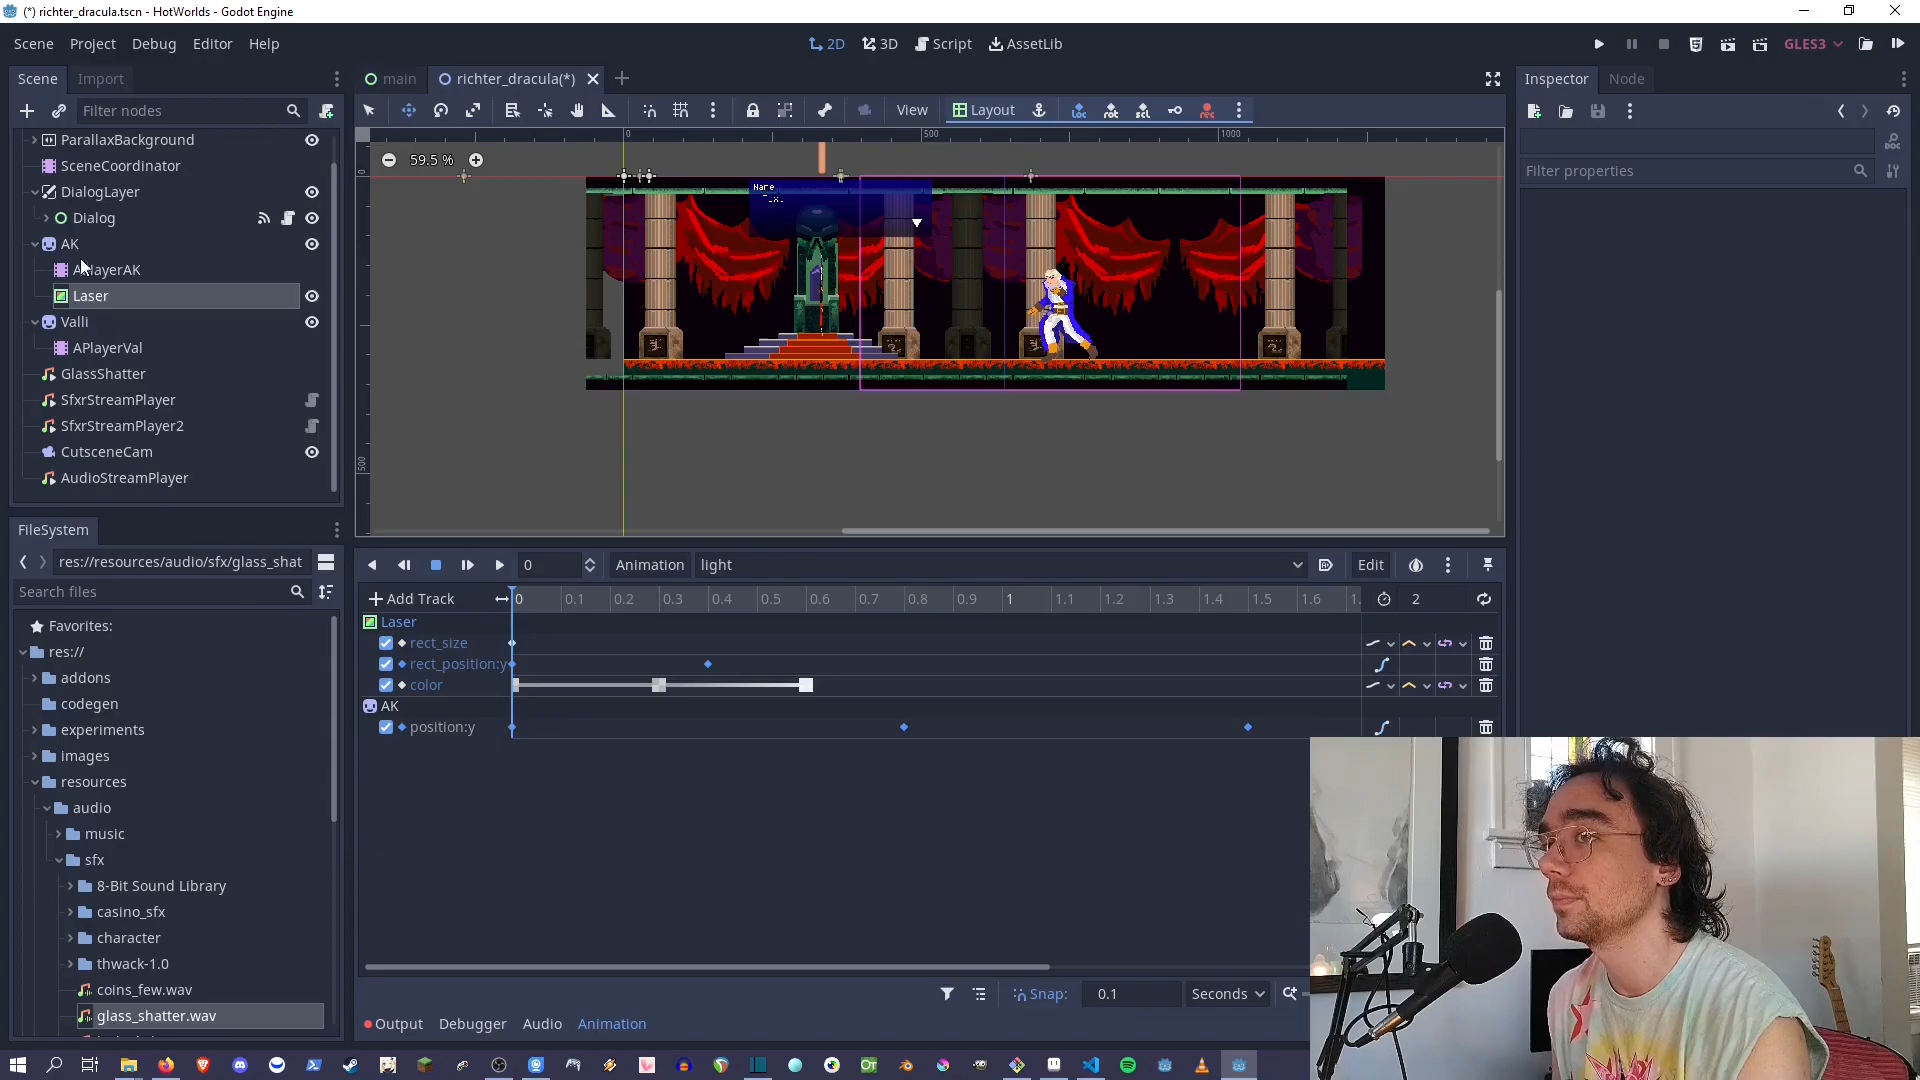 (*) richter_dracula.tscn - HotWorlds - Godot Engine
Scene Project Debug Editor Help
2D 3D Script AssetLib
GLES3
Scene Import
main richter_dracula(*)
Inspector Node
Filter nodes
View Layout
Filter properties
DOC
59.5 %
0 500 1000
0
500
Name
ParallaxBackground
SceneCoordinator
DialogLayer
Dialog
AK
APlayerAK
Laser
Valli
APlayerVal
GlassShatter
SfxrStreamPlayer
SfxrStreamPlayer2
CutsceneCam
AudioStreamPlayer
FileSystem
res://resources/audio/sfx/glass_shat
Search files
Favorites:
res://
addons
codegen
experiments
images
resources
audio
music
sfx
8-Bit Sound Library
casino_sfx
character
thwack-1.0
coins_few.wav
glass_shatter.wav
0 Animation light Edit
Add Track 0 0.1 0.2 0.3 0.4 0.5 0.6 0.7 0.8 0.9 1 1.1 1.2 1.3 1.4 1.5 1.6 1. 2
Laser
rect_size
rect_position:y
color
AK
position:y
Snap: 0.1 Seconds
Output Debugger Audio Animation